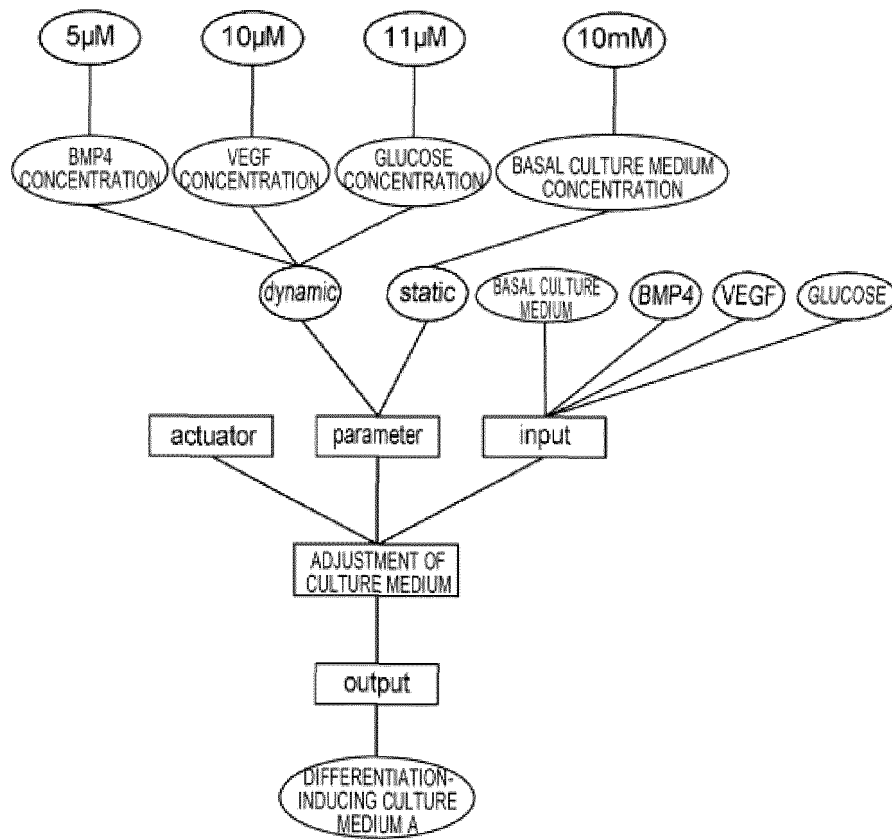 5µM
10µM
11µM
10mM
BMP4
CONCENTRATION
VEGF
CONCENTRATION
GLUCOSE
CONCENTRATION
BASAL CULTURE MEDIUM
CONCENTRATION
dynamic
static
BASAL CULTURE
MEDIUM
BMP4
VEGF
GLUCOSE
actuator
parameter
input
ADJUSTMENT OF
CULTURE MEDIUM
output
DIFFERENTIATION-
INDUCING CULTURE
MEDIUM A